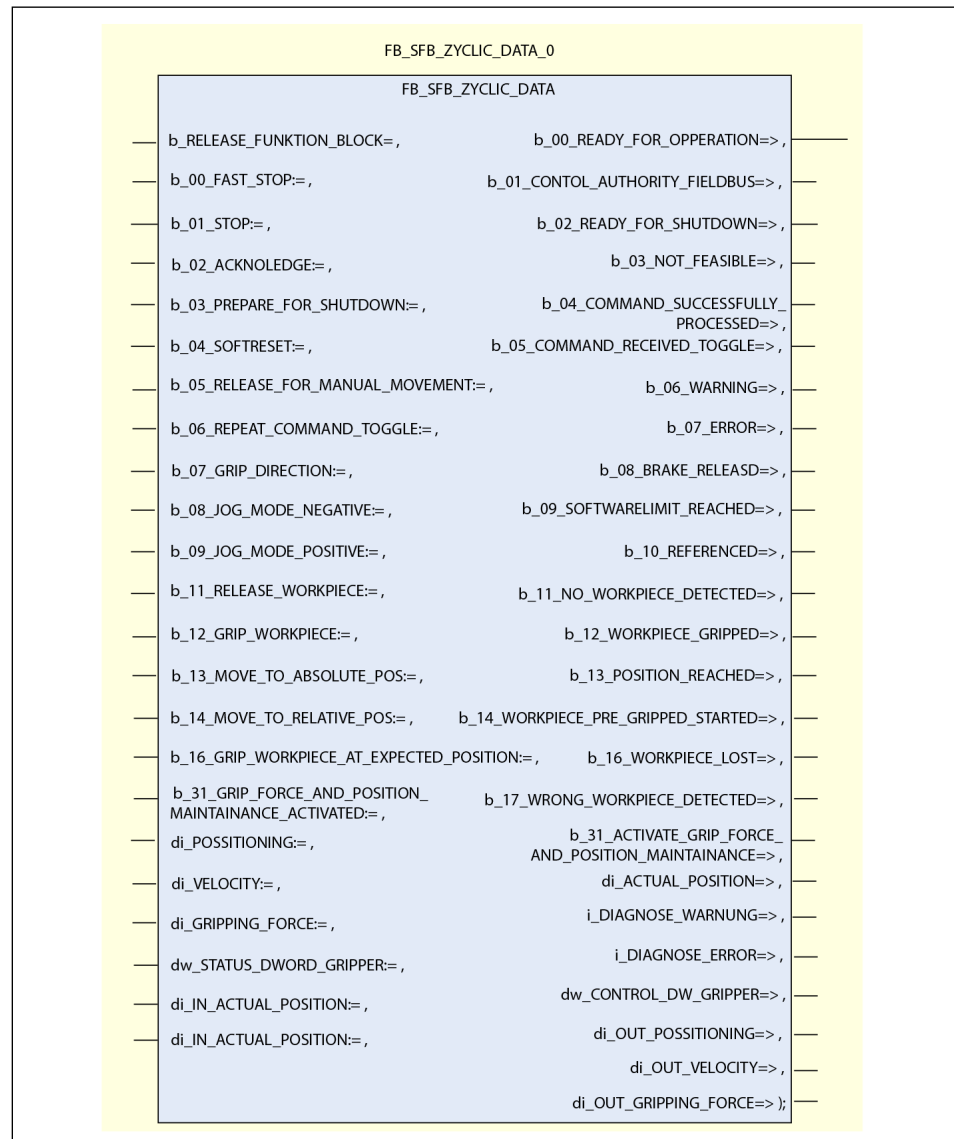 FB_SFB_ZYCLIC_DATA_0
FB_SFB_ZYCLIC_DATA
b_RELEASE_FUNKTION_BLOCK= ,
b_00_READY_FOR_OPPERATION=> ,
b_00_FAST_STOP:= ,
b_01_CONTOL_AUTHORITY_FIELDBUS=> ,
b_01_STOP:= ,
b_02_READY_FOR_SHUTDOWN=> ,
b_02_ACKNOLEDGE:= ,
b_03_NOT_FEASIBLE=> ,
b_03_PREPARE_FOR_SHUTDOWN:= ,
b_04_COMMAND_SUCCESSFULLY_
PROCESSED=> ,
b_04_SOFTRESET:= ,
b_05_COMMAND_RECEIVED_TOGGLE=> ,
b_05_RELEASE_FOR_MANUAL_MOVEMENT:= ,
b_06_WARNING=> ,
b_06_REPEAT_COMMAND_TOGGLE:= ,
b_07_ERROR=> ,
b_07_GRIP_DIRECTION:= ,
b_08_BRAKE_RELEASD=> ,
b_08_JOG_MODE_NEGATIVE:= ,
b_09_SOFTWARELIMIT_REACHED=> ,
b_09_JOG_MODE_POSITIVE:= ,
b_10_REFERENCED=> ,
b_11_RELEASE_WORKPIECE:= ,
b_11_NO_WORKPIECE_DETECTED=> ,
b_12_GRIP_WORKPIECE:= ,
b_12_WORKPIECE_GRIPPED=> ,
b_13_MOVE_TO_ABSOLUTE_POS:= ,
b_13_POSITION_REACHED=> ,
b_14_MOVE_TO_RELATIVE_POS:= ,
b_14_WORKPIECE_PRE_GRIPPED_STARTED=> ,
b_16_GRIP_WORKPIECE_AT_EXPECTED_POSITION:= ,
b_16_WORKPIECE_LOST=> ,
b_31_GRIP_FORCE_AND_POSITION_
MAINTAINANCE_ACTIVATED:= ,
b_17_WRONG_WORKPIECE_DETECTED=> ,
di_POSSITIONING:= ,
b_31_ACTIVATE_GRIP_FORCE_
AND_POSITION_MAINTAINANCE=> ,
di_VELOCITY:= ,
di_ACTUAL_POSITION=> ,
di_GRIPPING_FORCE:= ,
i_DIAGNOSE_WARNUNG=> ,
dw_STATUS_DWORD_GRIPPER:= ,
i_DIAGNOSE_ERROR=> ,
di_IN_ACTUAL_POSITION:= ,
dw_CONTROL_DW_GRIPPER=> ,
di_IN_ACTUAL_POSITION:= ,
di_OUT_POSSITIONING=> ,
di_OUT_VELOCITY=> ,
di_OUT_GRIPPING_FORCE=> );